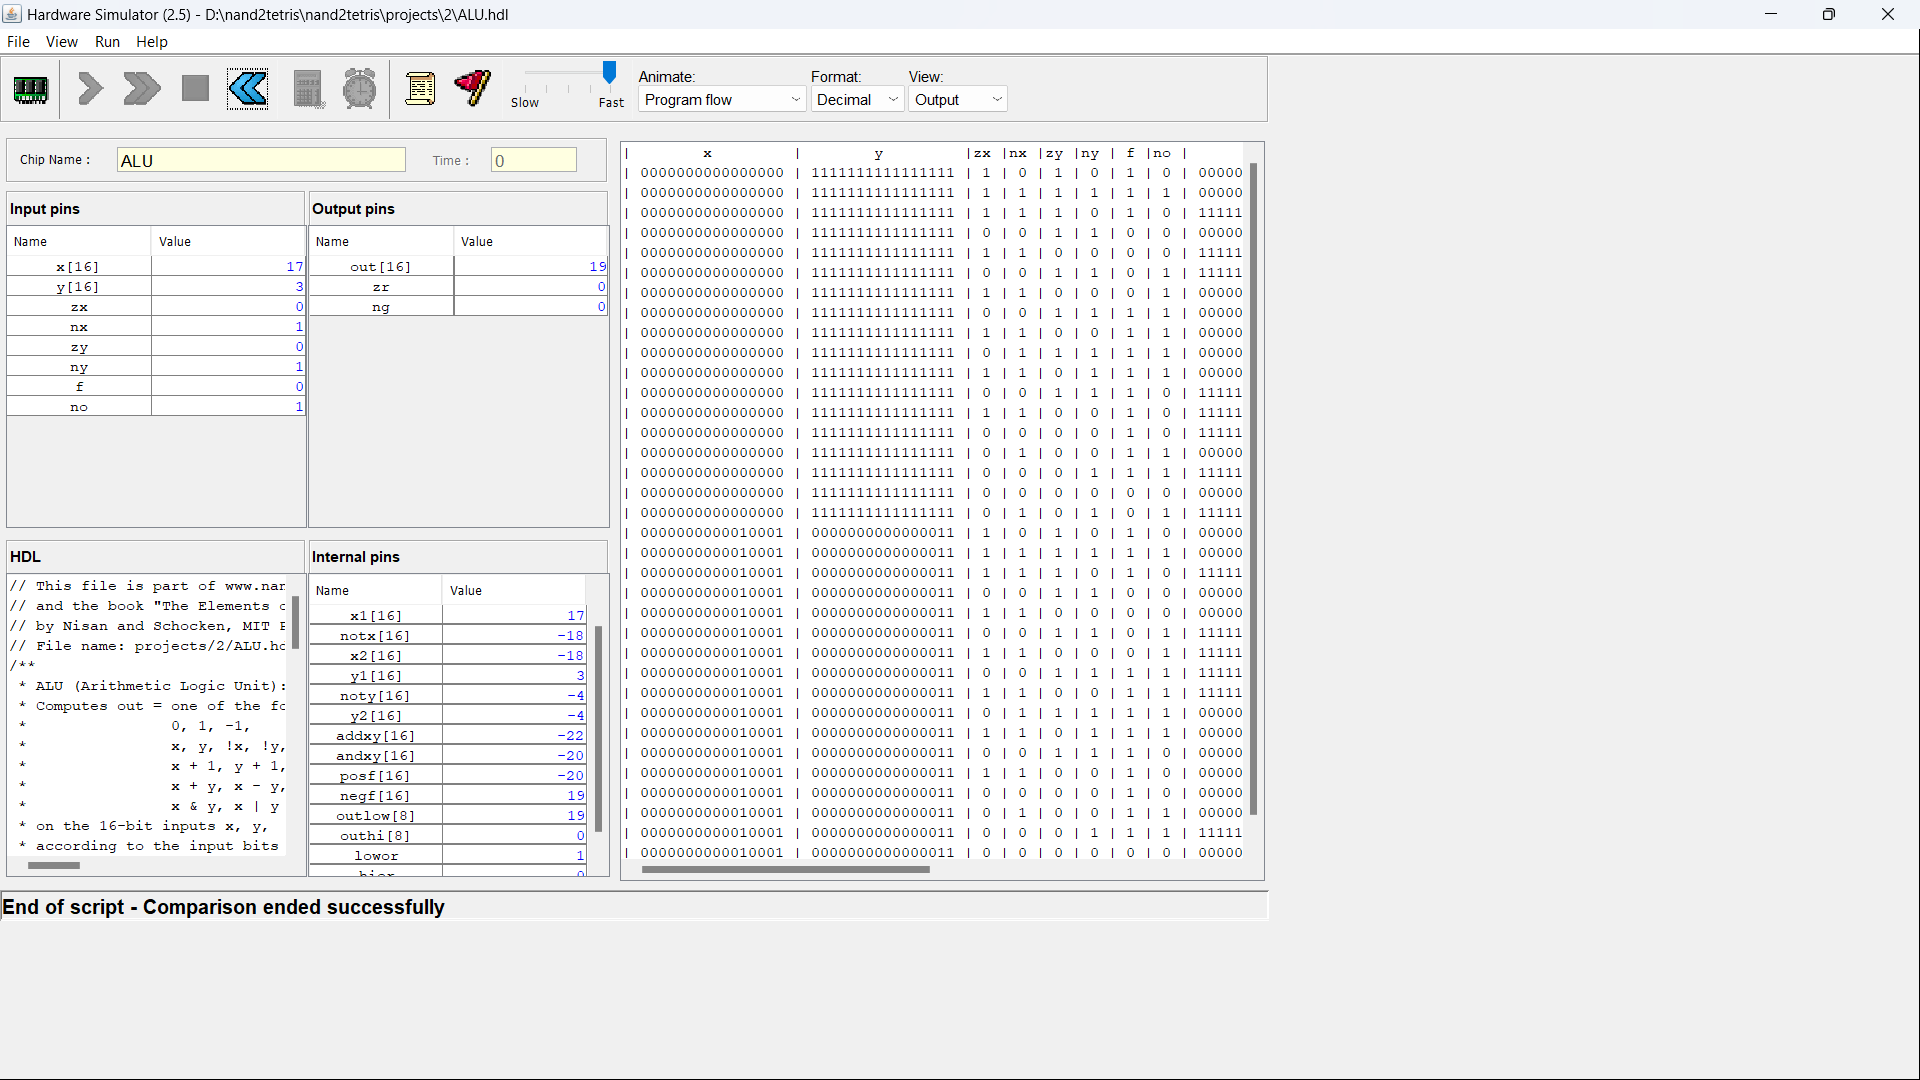 Hardware Simulator (2.5) - D:\nand2tetris\nand2tetris\projects\2\ALU.hdl
File View Run Help
Slow Fast
Animate: Format: View:
Program flow Decimal Output
Chip Name : ALU Time : 0
Input pins
Name Value
x[16] 17
y[16] 3
zx 0
nx 1
zy 0
ny 1
f 0
no 1
Output pins
Name Value
out[16] 19
zr 0
ng 0
HDL
// This file is part of www.nan
// and the book "The Elements o
// by Nisan and Schocken, MIT P
// File name: projects/2/ALU.hd
/**
* ALU (Arithmetic Logic Unit):
* Computes out = one of the fo
* 0, 1, -1,
* x, y, !x, !y,
* x + 1, y + 1,
* x + y, x - y,
* x & y, x | y
* on the 16-bit inputs x, y,
* according to the input bits
Internal pins
Name Value
x1[16] 17
notx[16] -18
x2[16] -18
y1[16] 3
noty[16] -4
y2[16] -4
addxy[16] -22
andxy[16] -20
posf[16] -20
negf[16] 19
outlow[8] 19
outhi[8] 0
lowor 1
hior 0
| x | y |zx |nx |zy |ny | f |no |
| 0000000000000000 | 1111111111111111 | 1 | 0 | 1 | 0 | 1 | 0 | 00000
| 0000000000000000 | 1111111111111111 | 1 | 1 | 1 | 1 | 1 | 1 | 00000
| 0000000000000000 | 1111111111111111 | 1 | 1 | 1 | 0 | 1 | 0 | 11111
| 0000000000000000 | 1111111111111111 | 0 | 0 | 1 | 1 | 0 | 0 | 00000
| 0000000000000000 | 1111111111111111 | 1 | 1 | 0 | 0 | 0 | 0 | 11111
| 0000000000000000 | 1111111111111111 | 0 | 0 | 1 | 1 | 0 | 1 | 11111
| 0000000000000000 | 1111111111111111 | 1 | 1 | 0 | 0 | 0 | 1 | 00000
| 0000000000000000 | 1111111111111111 | 0 | 0 | 1 | 1 | 1 | 1 | 00000
| 0000000000000000 | 1111111111111111 | 1 | 1 | 0 | 0 | 1 | 1 | 00000
| 0000000000000000 | 1111111111111111 | 0 | 1 | 1 | 1 | 1 | 1 | 00000
| 0000000000000000 | 1111111111111111 | 1 | 1 | 0 | 1 | 1 | 1 | 00000
| 0000000000000000 | 1111111111111111 | 0 | 0 | 1 | 1 | 1 | 0 | 11111
| 0000000000000000 | 1111111111111111 | 1 | 1 | 0 | 0 | 1 | 0 | 11111
| 0000000000000000 | 1111111111111111 | 0 | 0 | 0 | 0 | 1 | 0 | 11111
| 0000000000000000 | 1111111111111111 | 0 | 1 | 0 | 0 | 1 | 1 | 00000
| 0000000000000000 | 1111111111111111 | 0 | 0 | 0 | 1 | 1 | 1 | 11111
| 0000000000000000 | 1111111111111111 | 0 | 0 | 0 | 0 | 0 | 0 | 00000
| 0000000000000000 | 1111111111111111 | 0 | 1 | 0 | 1 | 0 | 1 | 11111
| 0000000000010001 | 0000000000000011 | 1 | 0 | 1 | 0 | 1 | 0 | 00000
| 0000000000010001 | 0000000000000011 | 1 | 1 | 1 | 1 | 1 | 1 | 00000
| 0000000000010001 | 0000000000000011 | 1 | 1 | 1 | 0 | 1 | 0 | 11111
| 0000000000010001 | 0000000000000011 | 0 | 0 | 1 | 1 | 0 | 0 | 00000
| 0000000000010001 | 0000000000000011 | 1 | 1 | 0 | 0 | 0 | 0 | 00000
| 0000000000010001 | 0000000000000011 | 0 | 0 | 1 | 1 | 0 | 1 | 11111
| 0000000000010001 | 0000000000000011 | 1 | 1 | 0 | 0 | 0 | 1 | 11111
| 0000000000010001 | 0000000000000011 | 0 | 0 | 1 | 1 | 1 | 1 | 11111
| 0000000000010001 | 0000000000000011 | 1 | 1 | 0 | 0 | 1 | 1 | 11111
| 0000000000010001 | 0000000000000011 | 0 | 1 | 1 | 1 | 1 | 1 | 00000
| 0000000000010001 | 0000000000000011 | 1 | 1 | 0 | 1 | 1 | 1 | 00000
| 0000000000010001 | 0000000000000011 | 0 | 0 | 1 | 1 | 1 | 0 | 00000
| 0000000000010001 | 0000000000000011 | 1 | 1 | 0 | 0 | 1 | 0 | 00000
| 0000000000010001 | 0000000000000011 | 0 | 0 | 0 | 0 | 1 | 0 | 00000
| 0000000000010001 | 0000000000000011 | 0 | 1 | 0 | 0 | 1 | 1 | 00000
| 0000000000010001 | 0000000000000011 | 0 | 0 | 0 | 1 | 1 | 1 | 11111
| 0000000000010001 | 0000000000000011 | 0 | 0 | 0 | 0 | 0 | 0 | 00000
End of script - Comparison ended successfully